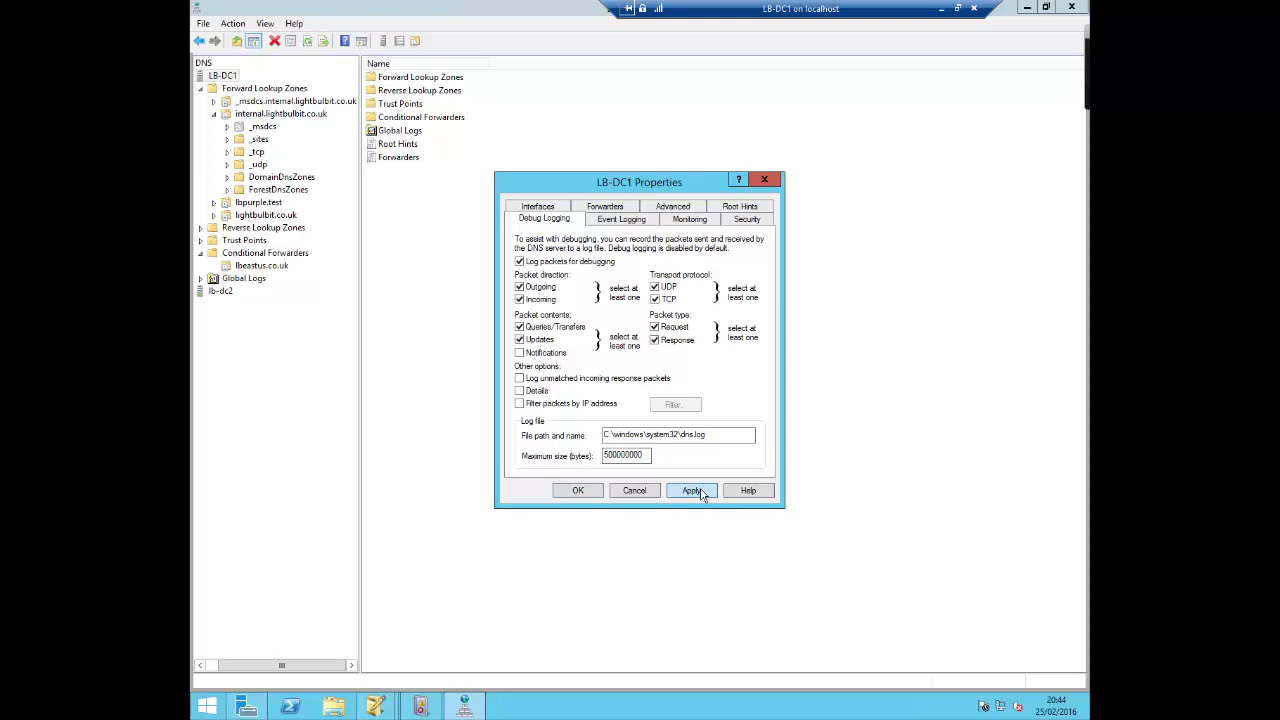 LB-DC1 on localhost
File Action View Help
DNS
LB-DC1
Forward Lookup Zones
_msdcs.internal.lightbulbit.co.uk
internal.lightbulbit.co.uk
_msdcs
_sites
_tcp
_udp
DomainDnsZones
ForestDnsZones
lbpurple.test
lightbulbit.co.uk
Reverse Lookup Zones
Trust Points
Conditional Forwarders
lbeastus.co.uk
Global Logs
lb-dc2
Name
Forward Lookup Zones
Reverse Lookup Zones
Trust Points
Conditional Forwarders
Global Logs
Root Hints
Forwarders
LB-DC1 Properties
?
Interfaces Forwarders Advanced Root Hints
Debug Logging Event Logging Monitoring Security
To assist with debugging, you can record the packets sent and received by
the DNS server to a log file. Debug logging is disabled by default.
Log packets for debugging
Packet direction: Transport protocol:
Outgoing UDP
select at select at
Incoming TCP
least one least one
Packet contents: Packet type:
Queries/Transfers Request
select at select at
Updates Response
least one least one
Notifications
Other options:
Log unmatched incoming response packets
Details
Filter packets by IP address Filter...
Log file
File path and name: C:\windows\system32\dns.log
Maximum size (bytes): 500000000
OK Cancel Apply Help
20:44
25/02/2016